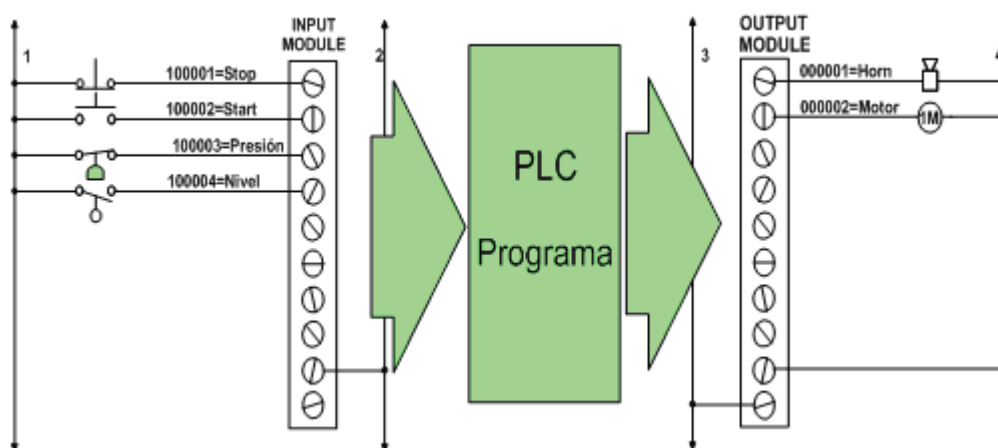 1
INPUT
MODULE
100001=Stop
100002=Start
100003=Presión
100004=Nivel
2
PLC
Programa
3
OUTPUT
MODULE
000001=Horn
000002=Motor
1M
4